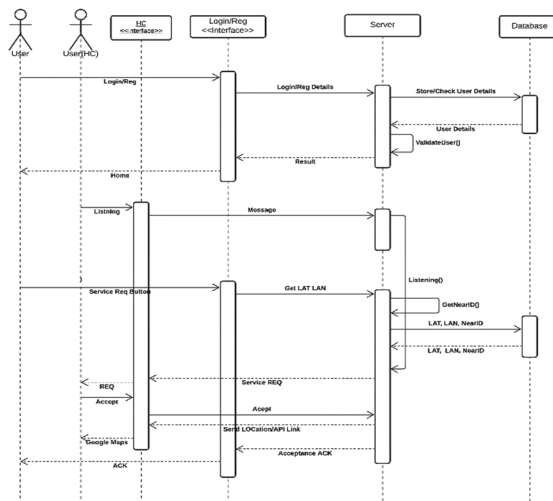 HC
<<Interface>>
Login/Reg
<<Interface>>
Server
Database
User
User(HC)
Login/Reg
Login/Reg Details
Store/Check User Details
User Details
ValidateUser()
Result
Home
Listning
Message
Listening()
Service Req Button
Get LAT LAN
GetNearID()
LAT, LAN, NearID
LAT, LAN, NearID
Service REQ
REQ
Accept
Acept
Send LOCation/API Link
Google Maps
Acceptance ACK
ACK